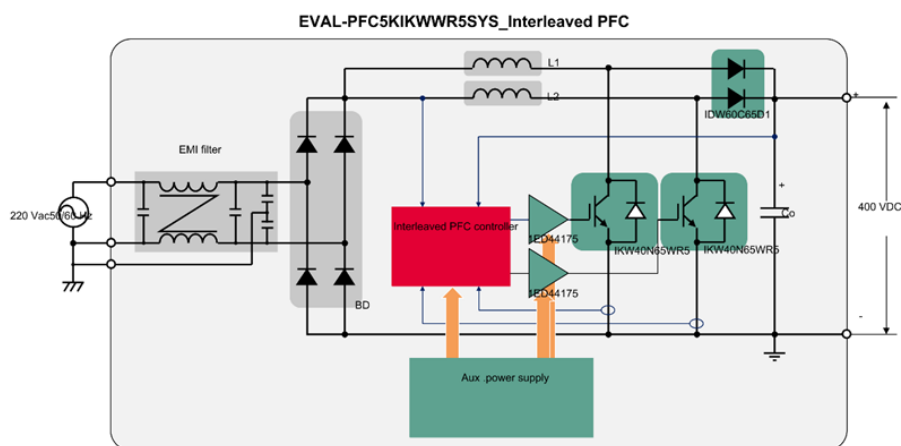 EVAL-PFC5KIKWWR5SYS_Interleaved PFC
L1
L2
IDW60C65D1
+
EMI filter
220 Vac50/60 Hz
Interleaved PFC controller
1ED44175
1ED44175
IKW40N65WR5
IKW40N65WR5
+
Co
400 VDC
BD
-
Aux .power supply